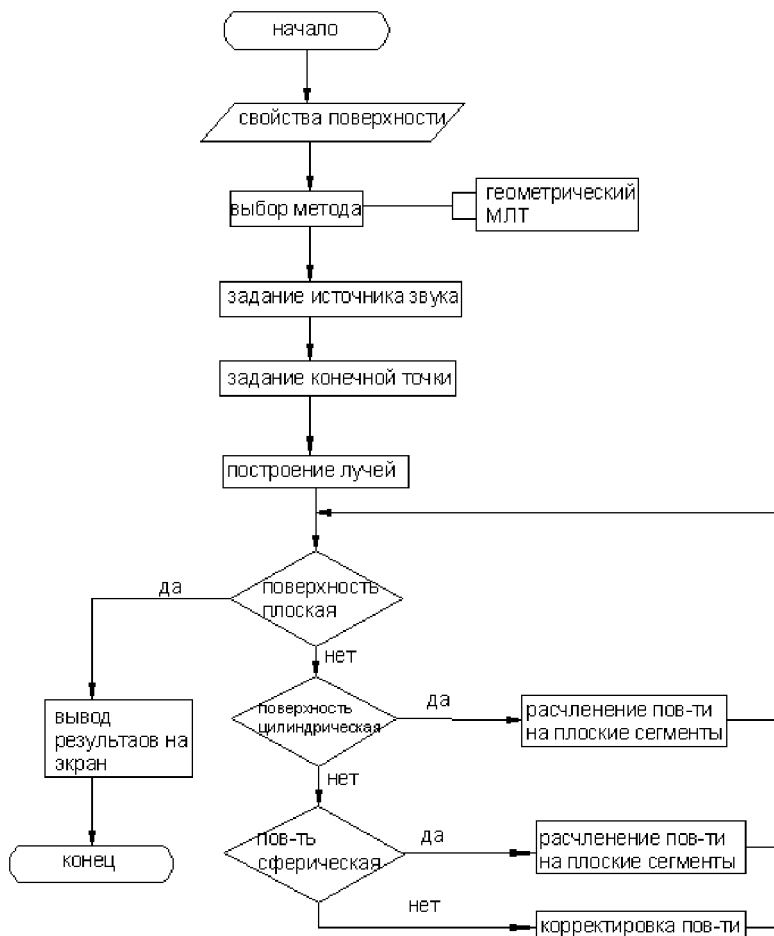 начало
свойства поверхности
выбор метода
геометрический
МЛТ
задание источника звука
задание конечной точки
построение лучей
да
поверхность
плоская
нет
вывод
результаов на
экран
поверхность
цилиндрическая
да
расчленение пов-ти
на плоские сегменты
нет
конец
пов-ть
сферическая
да
расчленение пов-ти
на плоские сегменты
нет
корректировка пов-ти